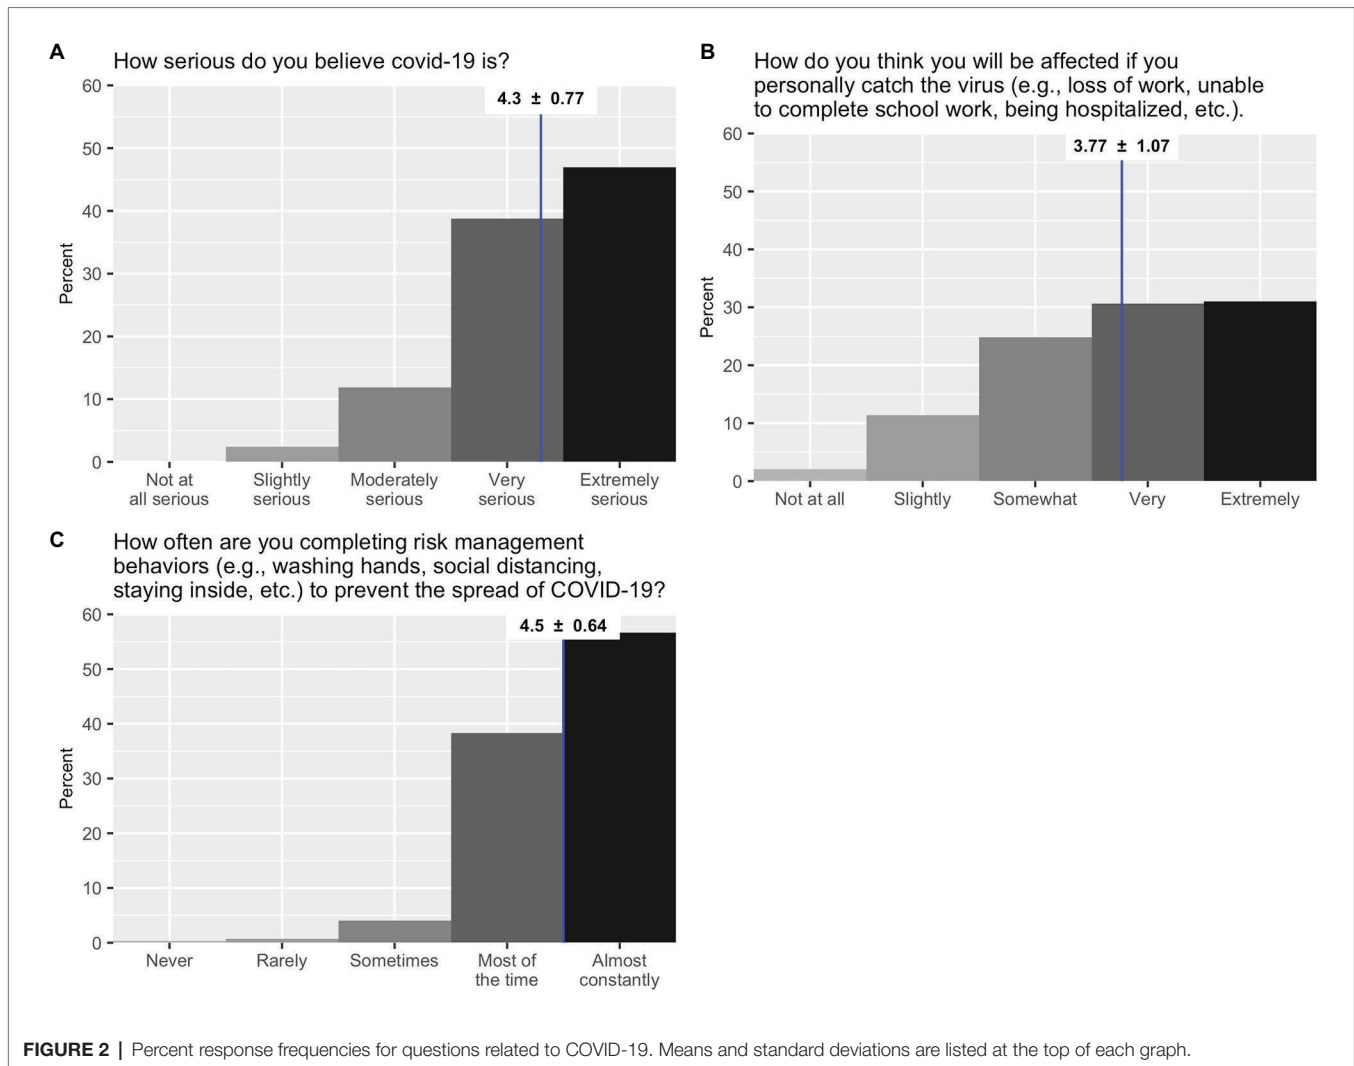 A
How serious do you believe covid-19 is?
4.3 ± 0.77
60
50
40
30
20
10
0
Percent
Not at all serious
Slightly serious
Moderately serious
Very serious
Extremely serious
B
How do you think you will be affected if you
personally catch the virus (e.g., loss of work, unable
to complete school work, being hospitalized, etc.).
3.77 ± 1.07
60
50
40
30
20
10
0
Percent
Not at all
Slightly
Somewhat
Very
Extremely
C
How often are you completing risk management
behaviors (e.g., washing hands, social distancing,
staying inside, etc.) to prevent the spread of COVID-19?
4.5 ± 0.64
60
50
40
30
20
10
0
Percent
Never
Rarely
Sometimes
Most of the time
Almost constantly
FIGURE 2 | Percent response frequencies for questions related to COVID-19. Means and standard deviations are listed at the top of each graph.